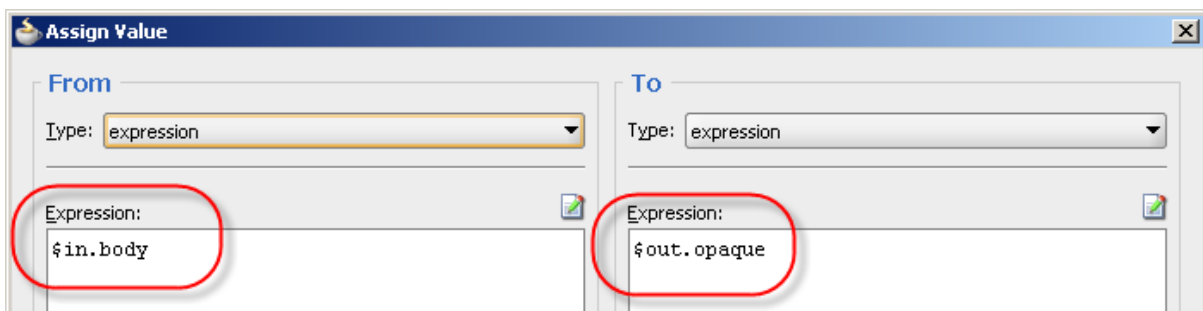 Assign Value
From
Type: expression
Expression:
$in.body
To
Type: expression
Expression:
$out.opaque